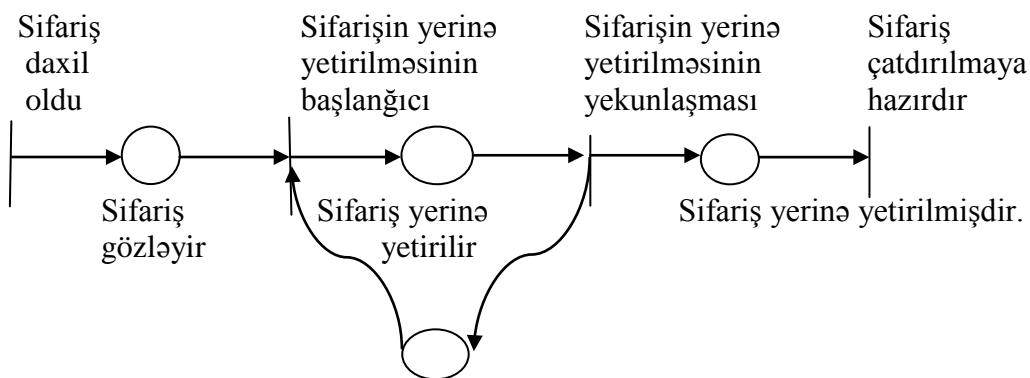 Sifariş
daxil
oldu
Sifarişin yerinə
yetirilməsinin
başlanğıcı
Sifarişin yerinə
yetirilməsinin
yekunlaşması
Sifariş
çatdırılmaya
hazırdır
Sifariş
gözləyir
Sifariş yerinə
yetirilir
Sifariş yerinə yetirilmişdir.